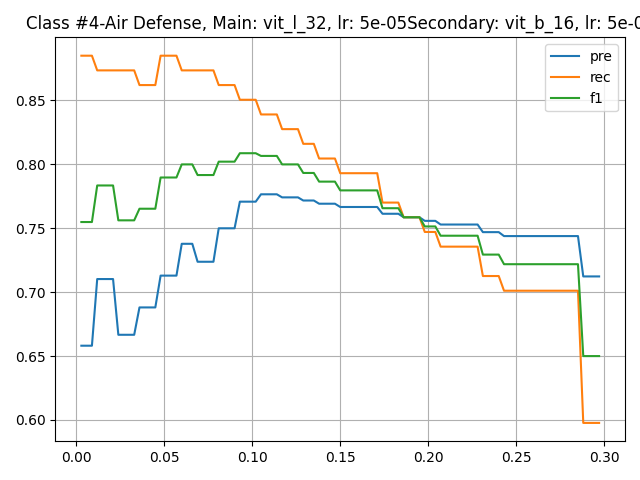 Class #4-Air Defense, Main: vit_l_32, lr: 5e-05Secondary: vit_b_16, lr: 5e-0
pre
rec
f1
0.85
0.80
0.75
0.70
0.65
0.60
0.00 0.05 0.10 0.15 0.20 0.25 0.30